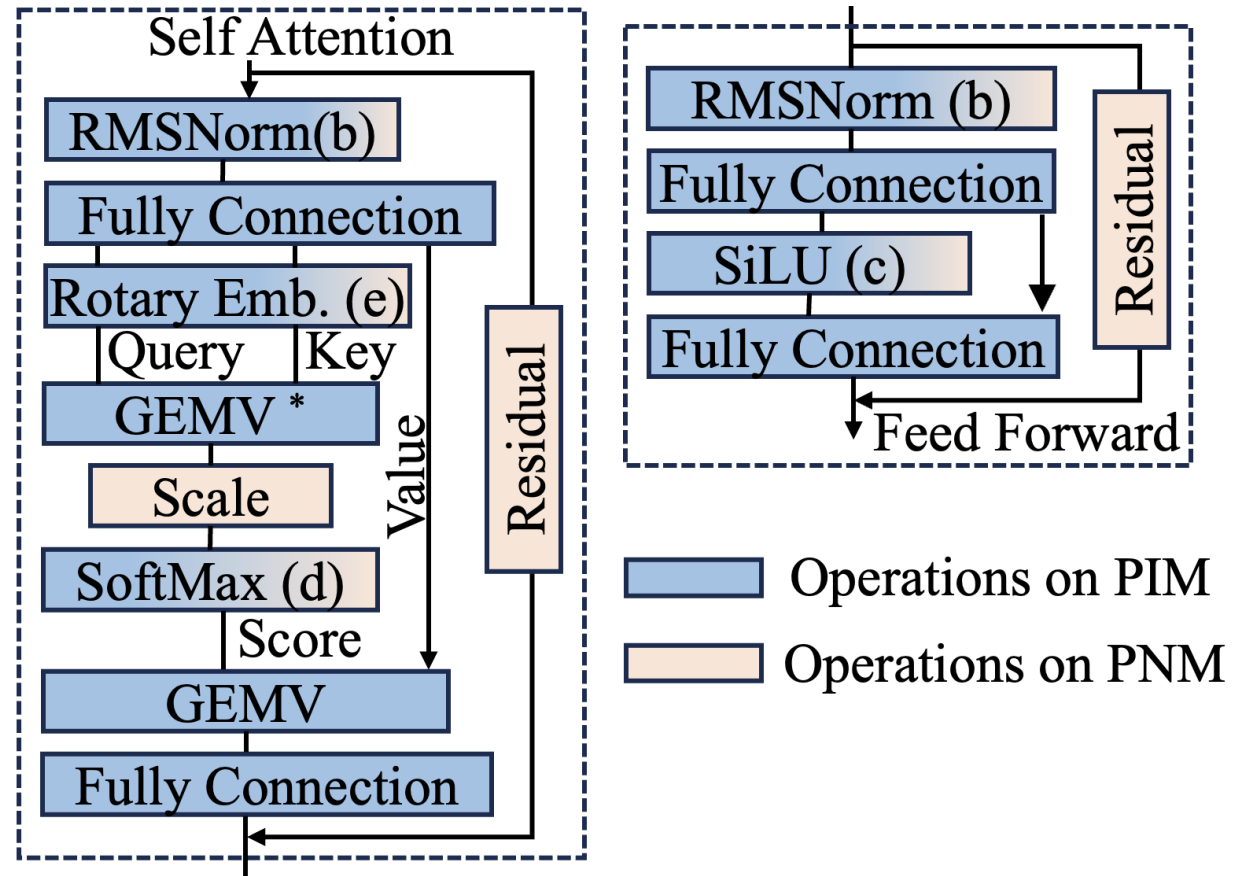 Self Attention
RMSNorm(b)
Fully Connection
Rotary Emb. (e)
Query
Key
GEMV *
Scale
SoftMax (d)
Score
Value
GEMV
Fully Connection
Residual
RMSNorm (b)
Fully Connection
SiLU (c)
Fully Connection
Residual
Feed Forward
Operations on PIM
Operations on PNM